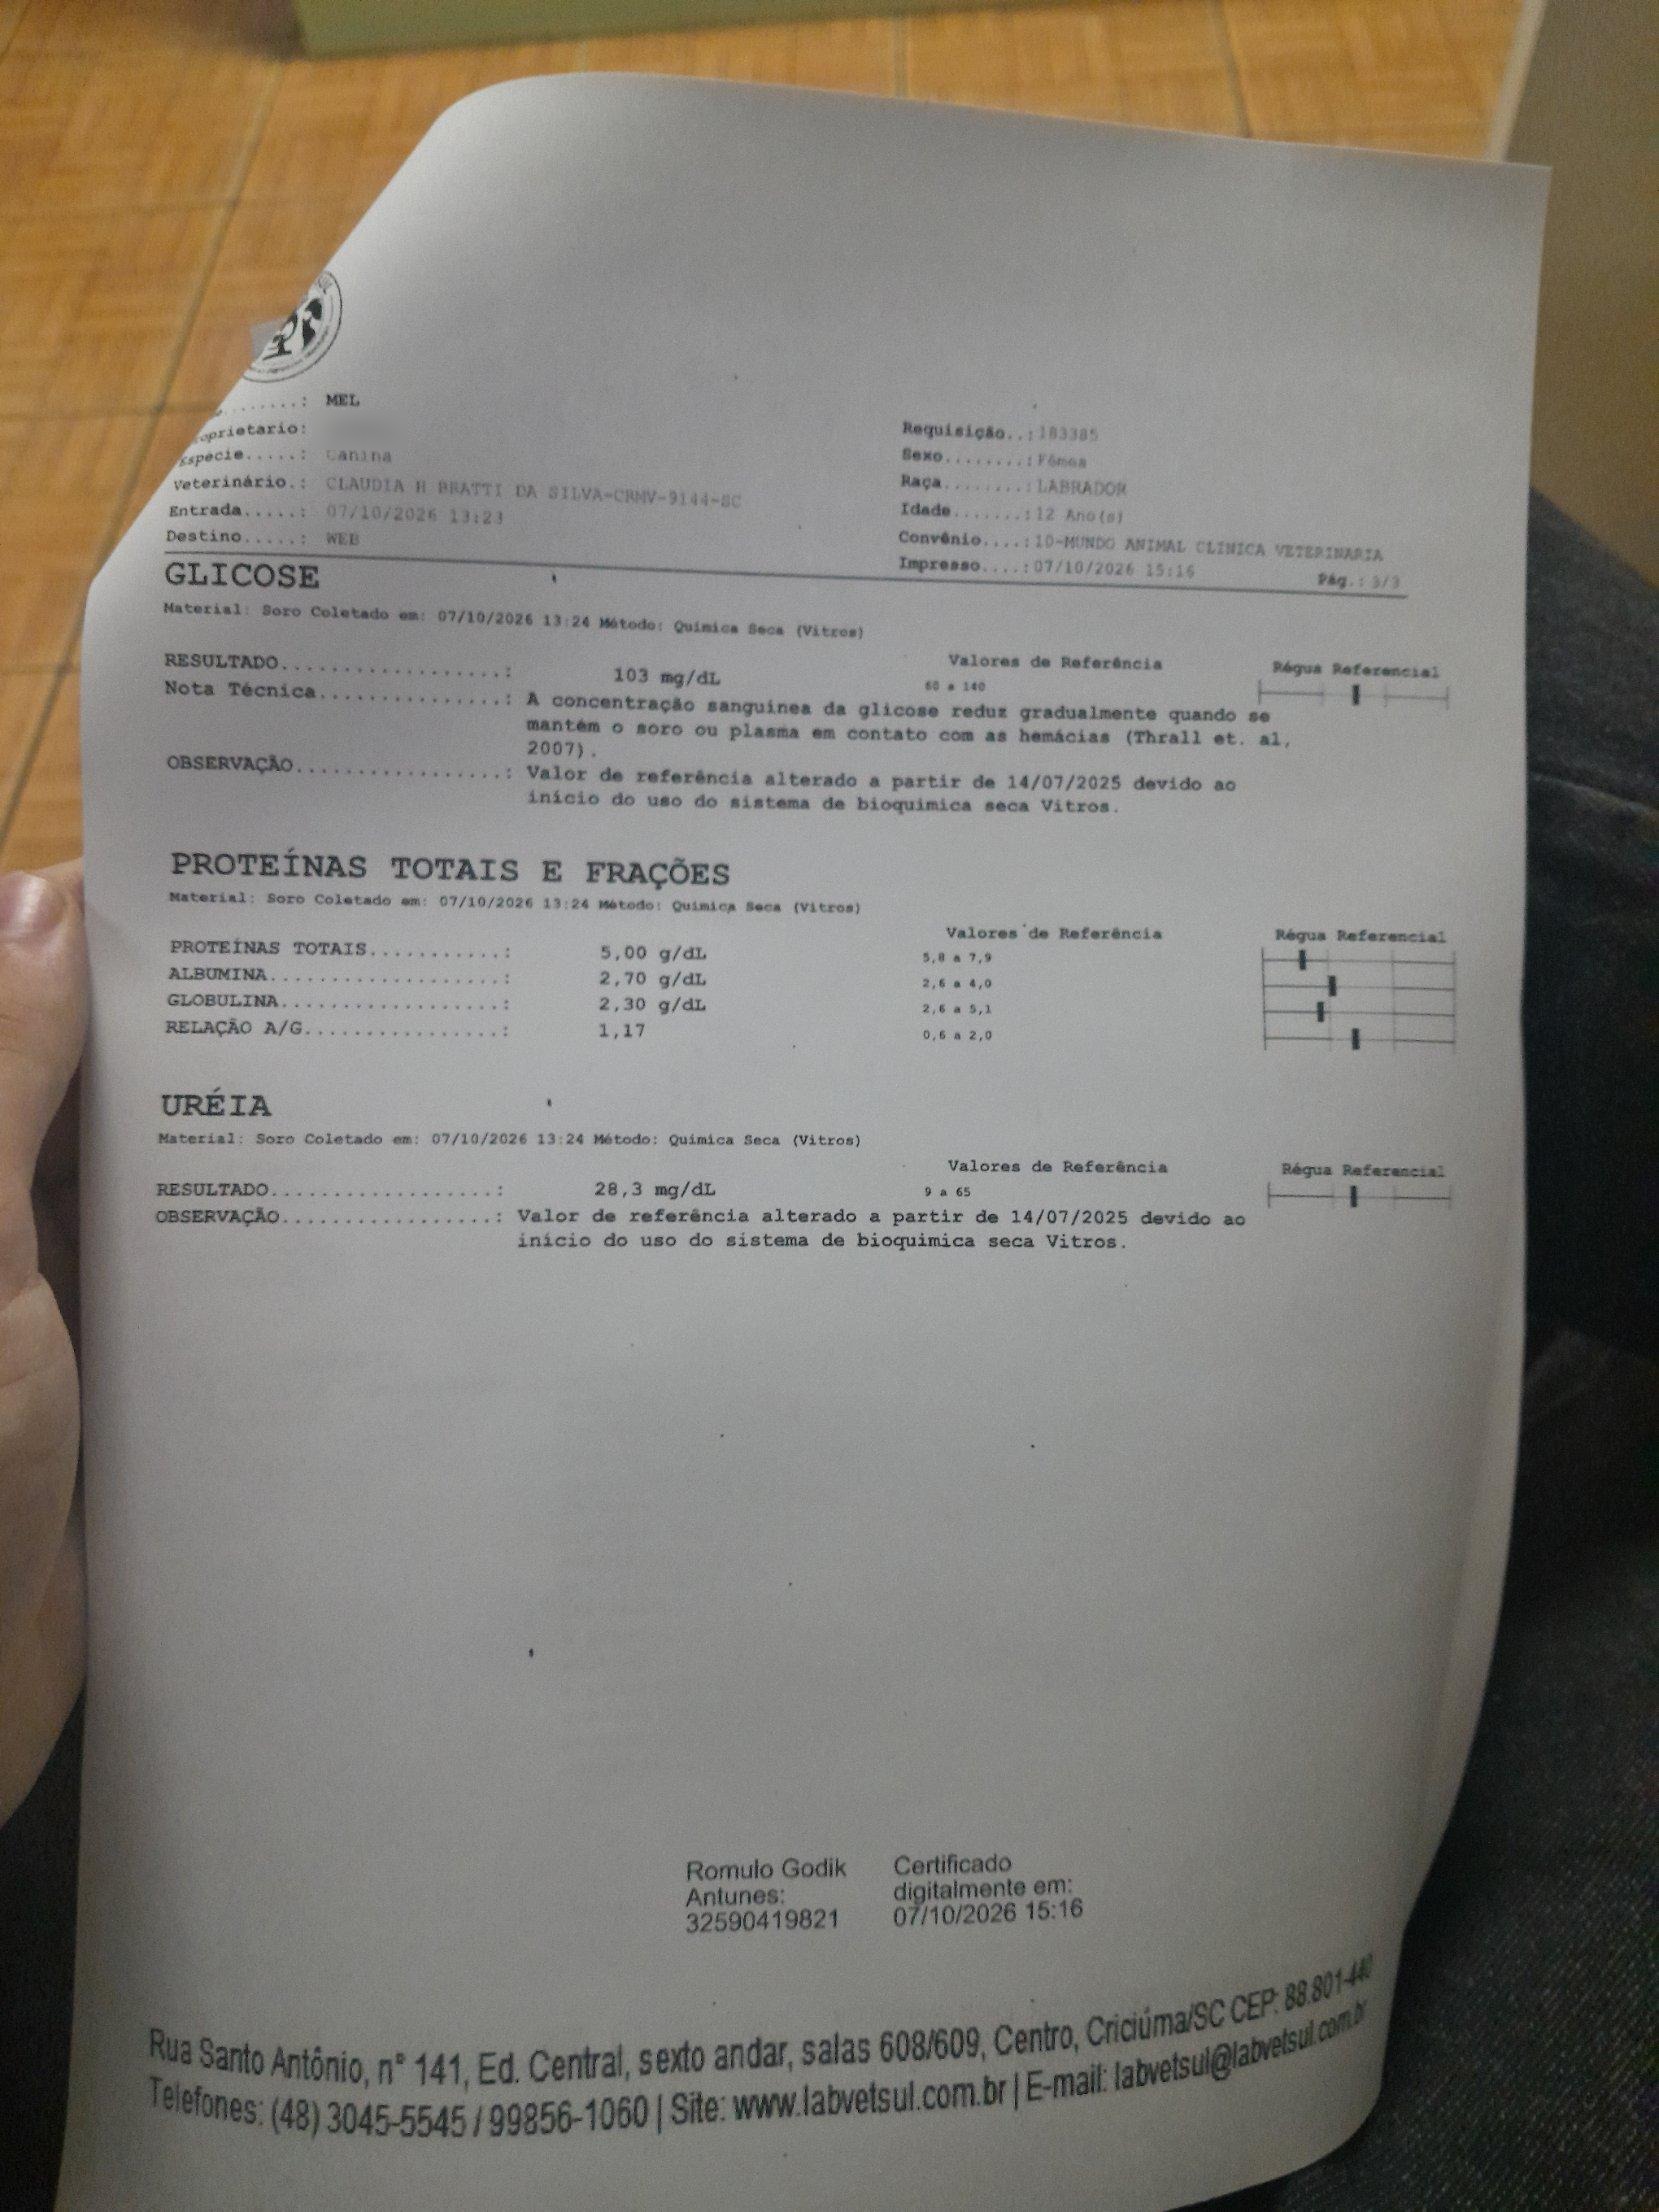 MEL
oprietario:
Espécie.....: Canina
Veterinário.: CLAUDIA H BRATTI DA SILVA-CRMV-9144-SC
Entrada.....: 07/10/2026 13:23
Destino.....: WEB
Requisição..:183385
Sexo........:Fêmea
Raça........:LABRADOR
Idade.......:12 Ano(s)
Convênio....:10-MUNDO ANIMAL CLINICA VETERINARIA
Impresso....:07/10/2026 15:16 Pág.:3/3
GLICOSE
Material: Soro Coletado em: 07/10/2026 13:24 Método: Química Seca (Vitros)
Valores de Referência Régua Referencial
RESULTADO...................: 103 mg/dL 60 a 140
Nota Técnica...............: A concentração sanguínea da glicose reduz gradualmente quando se
mantém o soro ou plasma em contato com as hemácias (Thrall et. al,
2007).
OBSERVAÇÃO.................: Valor de referência alterado a partir de 14/07/2025 devido ao
início do uso do sistema de bioquimica seca Vitros.
PROTEÍNAS TOTAIS E FRAÇÕES
Material: Soro Coletado em: 07/10/2026 13:24 Método: Química Seca (Vitros)
Valores de Referência Régua Referencial
PROTEÍNAS TOTAIS...........: 5,00 g/dL 5,8 a 7,9
ALBUMINA...................: 2,70 g/dL 2,6 a 4,0
GLOBULINA..................: 2,30 g/dL 2,6 a 5,1
RELAÇÃO A/G................: 1,17 0,6 a 2,0
URÉIA
Material: Soro Coletado em: 07/10/2026 13:24 Método: Química Seca (Vitros)
Valores de Referência Régua Referencial
RESULTADO..................: 28,3 mg/dL 9 a 65
OBSERVAÇÃO.................: Valor de referência alterado a partir de 14/07/2025 devido ao
início do uso do sistema de bioquimica seca Vitros.
Romulo Godik
Antunes:
32590419821
Certificado
digitalmente em:
07/10/2026 15:16
Rua Santo Antônio, n° 141, Ed. Central, sexto andar, salas 608/609, Centro, Criciúma/SC CEP: 88.801-440
Telefones: (48) 3045-5545 / 99856-1060 | Site: www.labvetsul.com.br | E-mail: labvetsul@labvetsul.com.br